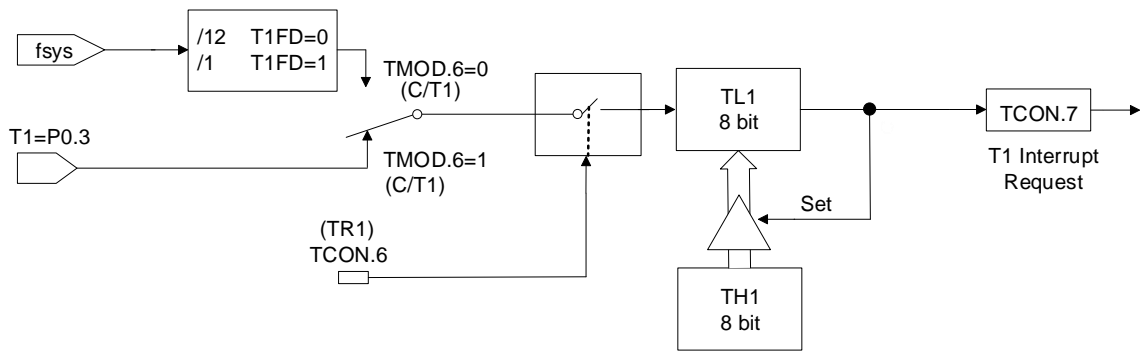 fsys
/12 T1FD=0
/1 T1FD=1
TMOD.6=0
(C/T1)
T1=P0.3
TMOD.6=1
(C/T1)
(TR1)
TCON.6
TL1
8 bit
TCON.7
T1 Interrupt
Request
Set
TH1
8 bit